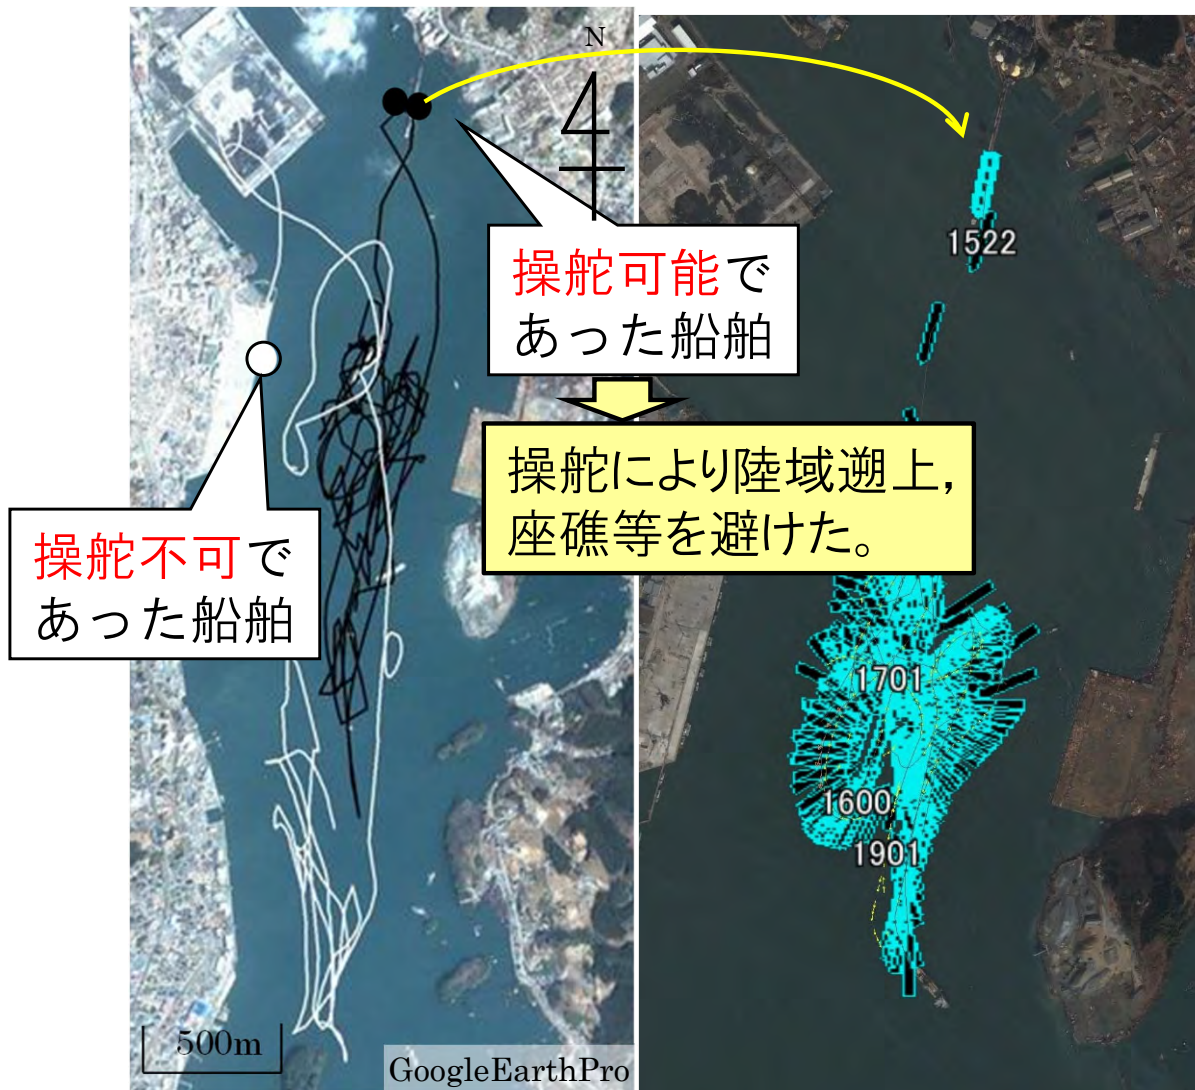 N
操舵可能で
あった船舶
操舵により陸域遡上，
座礁等を避けた。
操舵不可で
あった船舶
1522
1701
1600
1901
500m
GoogleEarthPro